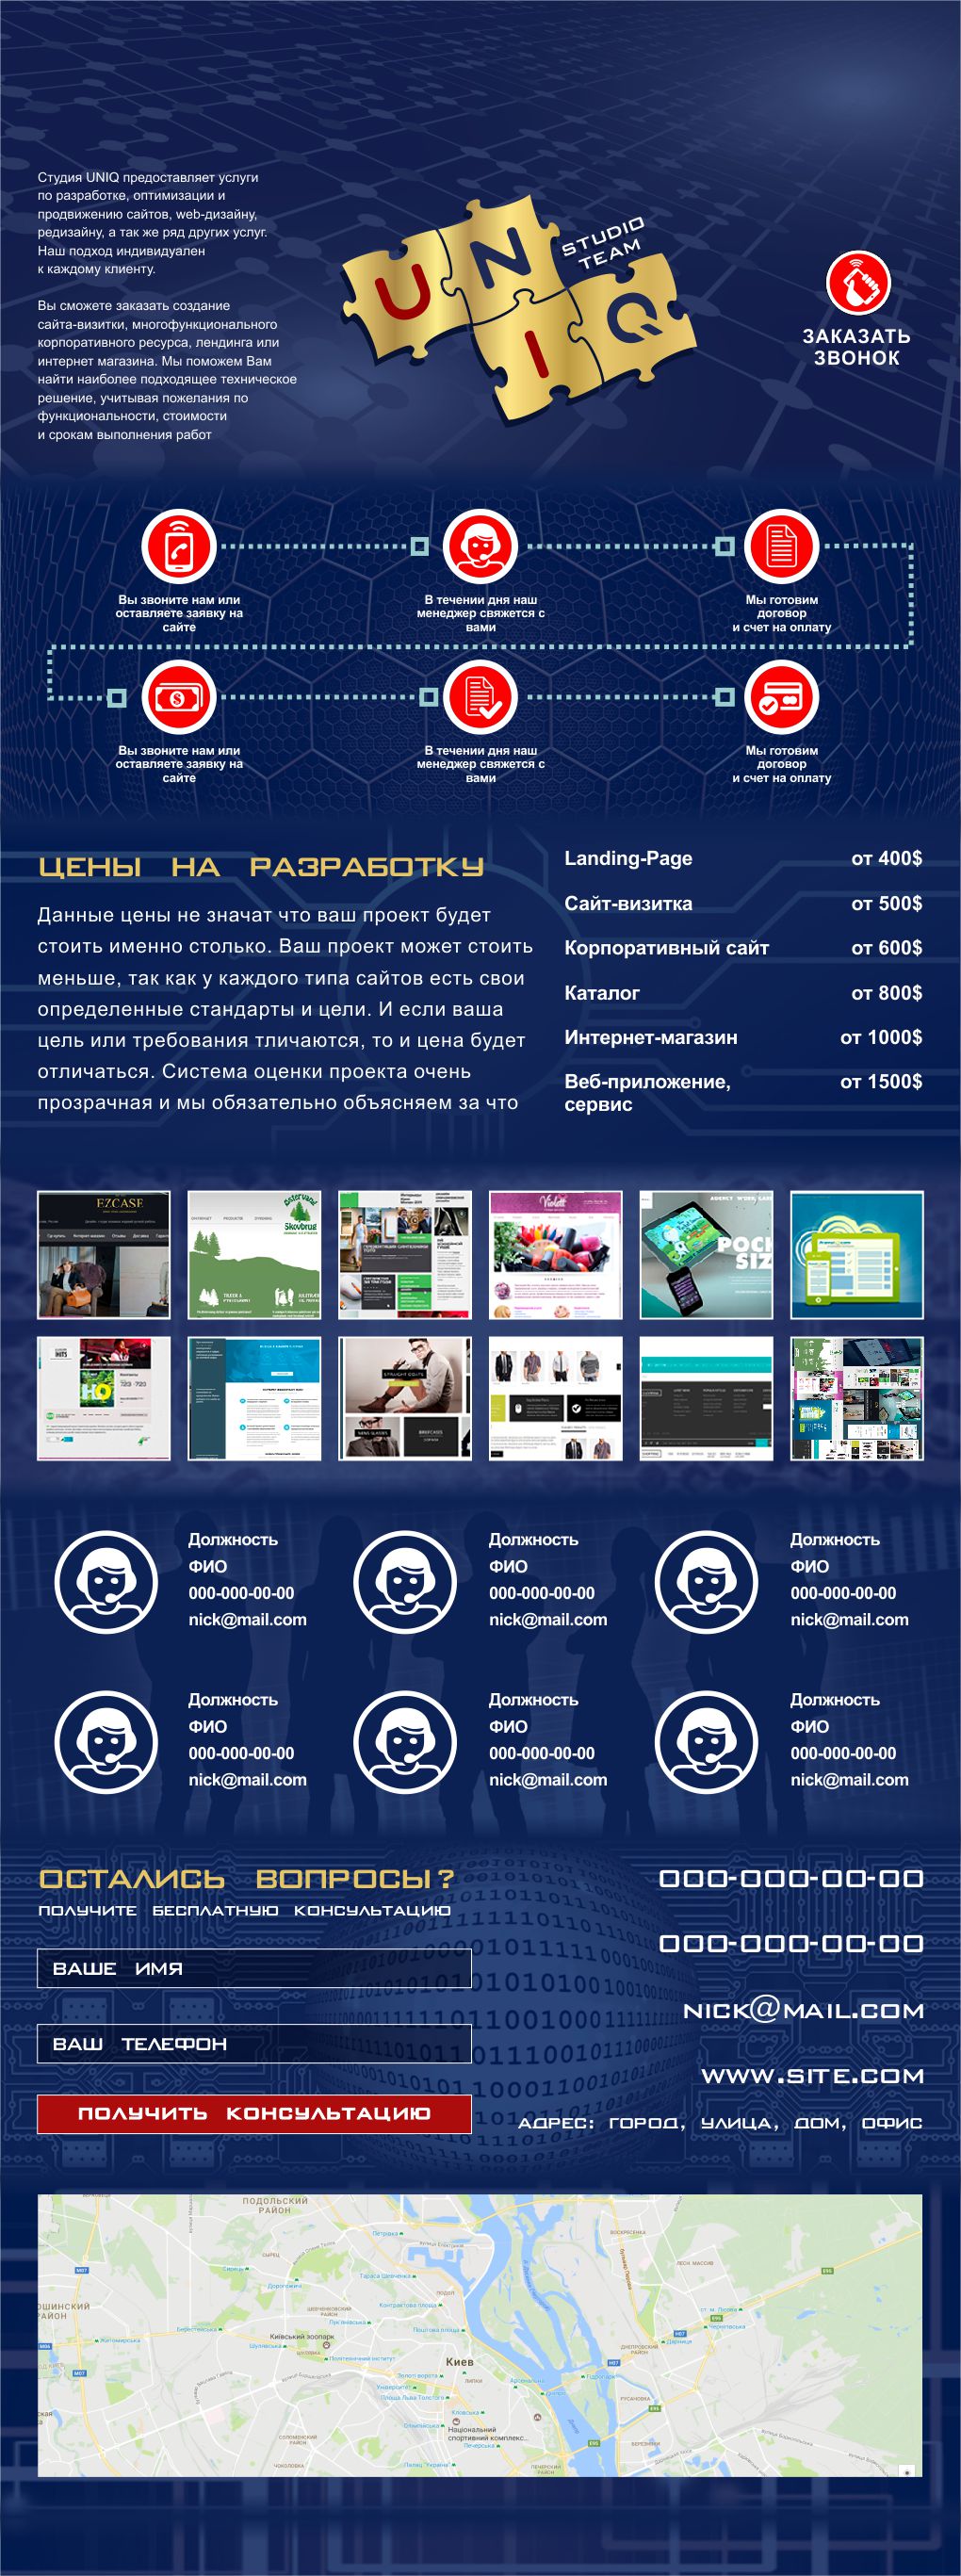 Студия UNIQ предоставляет услуги
по разработке, оптимизации и
продвижению сайтов, web-дизайну,
редизайну, а так же ряд других услуг.
Наш подход индивидуален
к каждому клиенту.
Вы сможете заказать создание
сайта-визитки, многофункционального
корпоративного ресурса, лендинга или
интернет магазина. Мы поможем Вам
найти наиболее подходящее техническое
решение, учитывая пожелания по
функциональности, стоимости
и срокам выполнения работ
UNIQ
STUDIO
TEAM
ЗАКАЗАТЬ
ЗВОНОК
Вы звоните нам или
оставляете заявку на
сайте
В течении дня наш
менеджер свяжется с
вами
Мы готовим
договор
и счет на оплату
Вы звоните нам или
оставляете заявку на
сайте
В течении дня наш
менеджер свяжется с
вами
Мы готовим
договор
и счет на оплату
ЦЕНЫ НА РАЗРАБОТКУ
Данные цены не значат что ваш проект будет
стоить именно столько. Ваш проект может стоить
меньше, так как у каждого типа сайтов есть свои
определенные стандарты и цели. И если ваша
цель или требования тличаются, то и цена будет
отличаться. Система оценки проекта очень
прозрачная и мы обязательно объясняем за что
Landing-Page от 400$
Сайт-визитка от 500$
Корпоративный сайт от 600$
Каталог от 800$
Интернет-магазин от 1000$
Веб-приложение, от 1500$
сервис
EZCASE
Skovbrug
Violett
POCK
SIZ
STRAIGHT EIGHTS
Должность
ФИО
000-000-00-00
nick@mail.com
Должность
ФИО
000-000-00-00
nick@mail.com
Должность
ФИО
000-000-00-00
nick@mail.com
Должность
ФИО
000-000-00-00
nick@mail.com
Должность
ФИО
000-000-00-00
nick@mail.com
Должность
ФИО
000-000-00-00
nick@mail.com
ОСТАЛИСЬ ВОПРОСЫ?
ПОЛУЧИТЕ БЕСПЛАТНУЮ КОНСУЛЬТАЦИЮ
ВАШЕ ИМЯ
ВАШ ТЕЛЕФОН
ПОЛУЧИТЬ КОНСУЛЬТАЦИЮ
000-000-00-00
000-000-00-00
NICK@MAIL.COM
WWW.SITE.COM
АДРЕС: ГОРОД, УЛИЦА, ДОМ, ОФИС
ПОДОЛЬСКИЙ
РАЙОН
Київський зоопарк
Киев
Національний
спортивний комплекс...